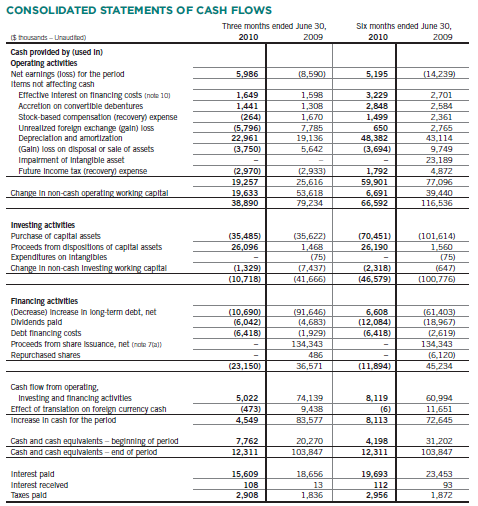 CONSOLIDATED STATEMENTS OF CASH FLOWS
Three months ended June 30, Six months ended June 30,
($ thousands – Unaudited) 2010 2009 2010 2009
Cash provided by (used in)
Operating activities
Net earnings (loss) for the period 5,986 (8,590) 5,195 (14,239)
Items not affecting cash
Effective interest on financing costs (note 10) 1,649 1,598 3,229 2,701
Accretion on convertible debentures 1,441 1,308 2,848 2,584
Stock-based compensation (recovery) expense (264) 1,670 1,499 2,361
Unrealized foreign exchange (gain) loss (5,796) 7,785 650 2,765
Depreciation and amortization 22,961 19,136 48,382 43,114
(Gain) loss on disposal or sale of assets (3,750) 5,642 (3,694) 9,749
Impairment of intangible asset – – – 23,189
Future income tax (recovery) expense (2,970) (2,933) 1,792 4,872
19,257 25,616 59,901 77,096
Change in non-cash operating working capital 19,633 53,618 6,691 39,440
38,890 79,234 66,592 116,536
Investing activities
Purchase of capital assets (35,485) (35,622) (70,451) (101,614)
Proceeds from dispositions of capital assets 26,096 1,468 26,190 1,560
Expenditures on intangibles – (75) – (75)
Change in non-cash investing working capital (1,329) (7,437) (2,318) (647)
(10,718) (41,666) (46,579) (100,776)
Financing activities
(Decrease) increase in long-term debt, net (10,690) (91,646) 6,608 (61,403)
Dividends paid (6,042) (4,683) (12,084) (18,967)
Debt financing costs (6,418) (1,929) (6,418) (2,619)
Proceeds from share issuance, net (note 7(a)) – 134,343 – 134,343
Repurchased shares – 486 – (6,120)
(23,150) 36,571 (11,894) 45,234
Cash flow from operating,
investing and financing activities 5,022 74,139 8,119 60,994
Effect of translation on foreign currency cash (473) 9,438 (6) 11,651
Increase in cash for the period 4,549 83,577 8,113 72,645
Cash and cash equivalents – beginning of period 7,762 20,270 4,198 31,202
Cash and cash equivalents – end of period 12,311 103,847 12,311 103,847
Interest paid 15,609 18,656 19,693 23,453
Interest received 108 13 112 93
Taxes paid 2,908 1,836 2,956 1,872